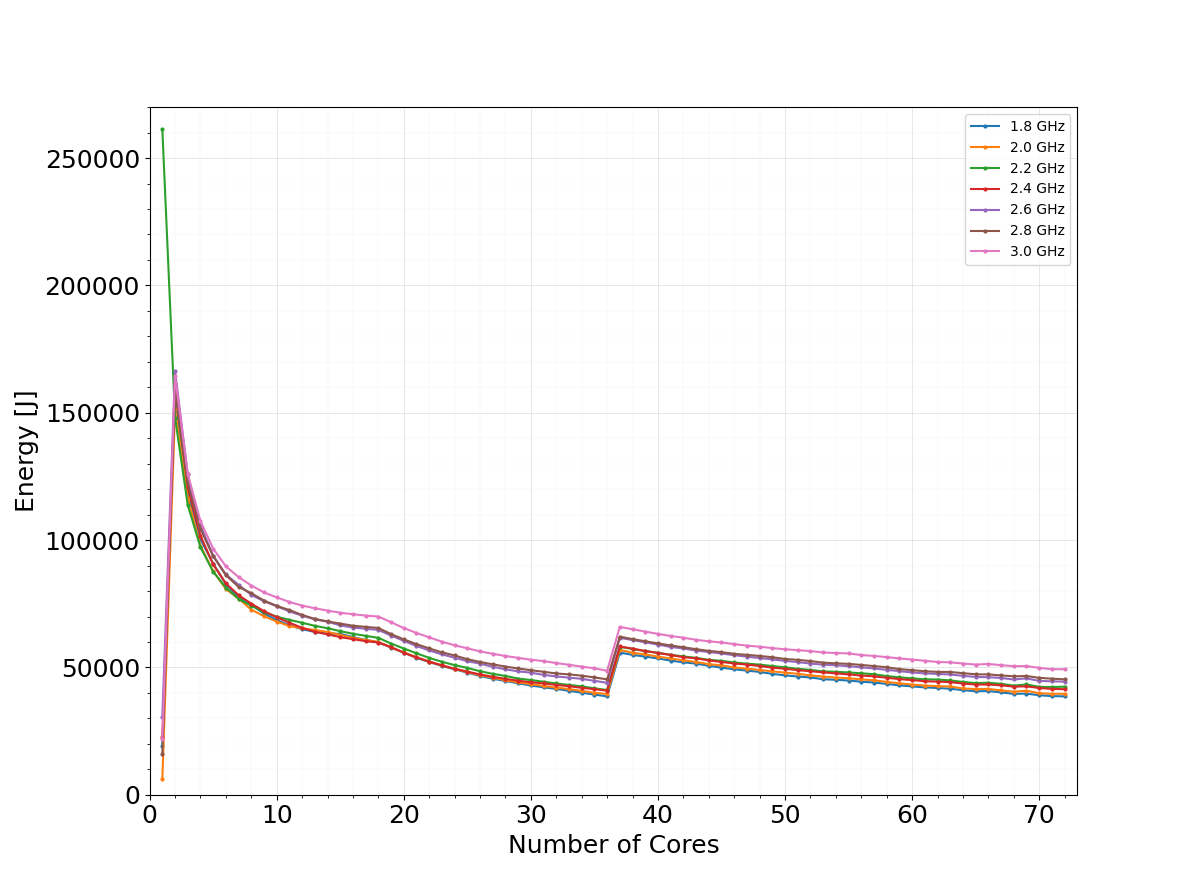 1.8 GHz
2.0 GHz
2.2 GHz
2.4 GHz
2.6 GHz
2.8 GHz
3.0 GHz
250000
200000
150000
100000
50000
0
Energy [J]
0 10 20 30 40 50 60 70
Number of Cores